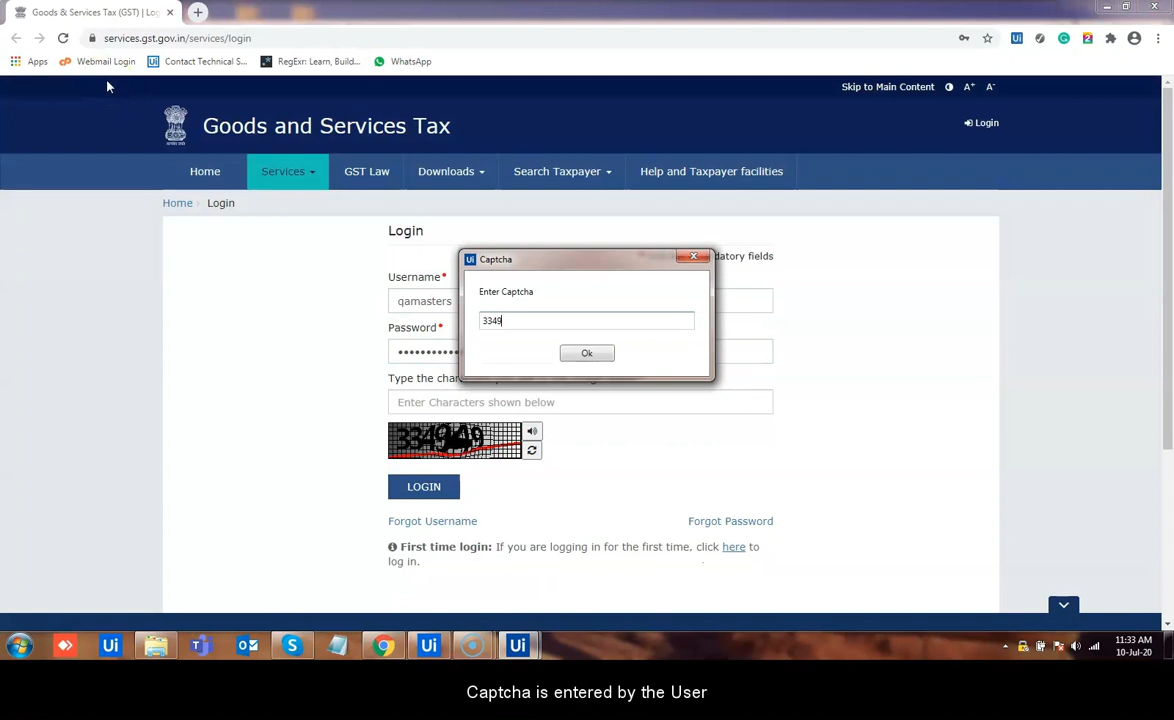 Goods & Services Tax (GST) | Lo
services.gst.gov.in/services/login
Apps Webmail Login Contact Technical S... RegExr: Learn, Build... WhatsApp
Skip to Main Content A+ A-
Goods and Services Tax
Login
Home Services GST Law Downloads Search Taxpayer Help and Taxpayer facilities
Home Login
Login
datory fields
Username*
qamasters
Password*
Captcha
Enter Captcha
3349
Ok
Type the char
Enter Characters shown below
LOGIN
Forgot Username Forgot Password
First time login: If you are logging in for the first time, click here to
log in.
11:33 AM
10-Jul-20
Captcha is entered by the User